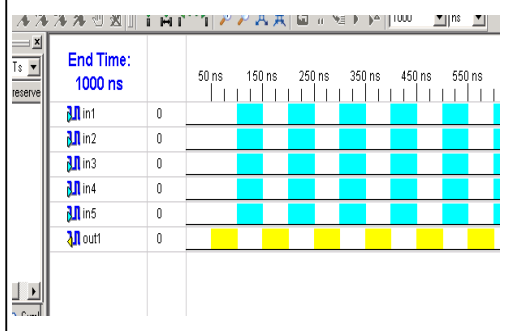 1000 ns
Ts
reserve
End Time:
1000 ns
50 ns 150 ns 250 ns 350 ns 450 ns 550 ns
in1 0
in2 0
in3 0
in4 0
in5 0
out1 0